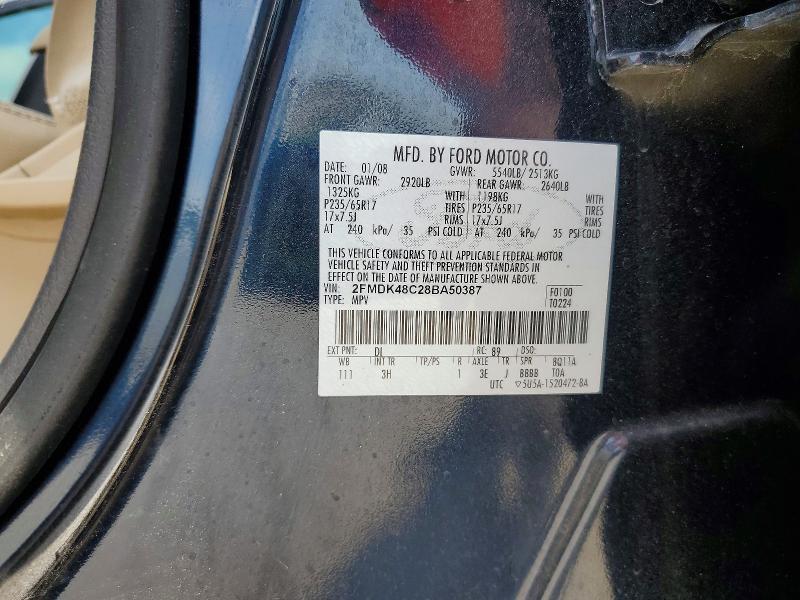 MFD. BY FORD MOTOR CO.
DATE: 01/08 GVWR: 5540LB/ 2513KG
FRONT GAWR: 2920LB REAR GAWR: 2640LB
1325KG WITH 1198KG WITH
P235/65R17 TIRES P235/65R17 TIRES
17x7.5J RIMS 17x7.5J RIMS
AT 240 kPa/ 35 PSI COLD AT 240 kPa/ 35 PSI COLD
THIS VEHICLE CONFORMS TO ALL APPLICABLE FEDERAL MOTOR
VEHICLE SAFETY AND THEFT PREVENTION STANDARDS IN
EFFECT ON THE DATE OF MANUFACTURE SHOWN ABOVE.
VIN: 2FMDK48C28BA50387 F0100
TYPE: MPV T0224
EXT PNT: DL RC: 89 DSO:
WB INT TR TP/PS R AXLE TR SPR 8Q11A
111 3H 1 3E J BBBB T0A
UTC ▽5U5A-1520472-BA